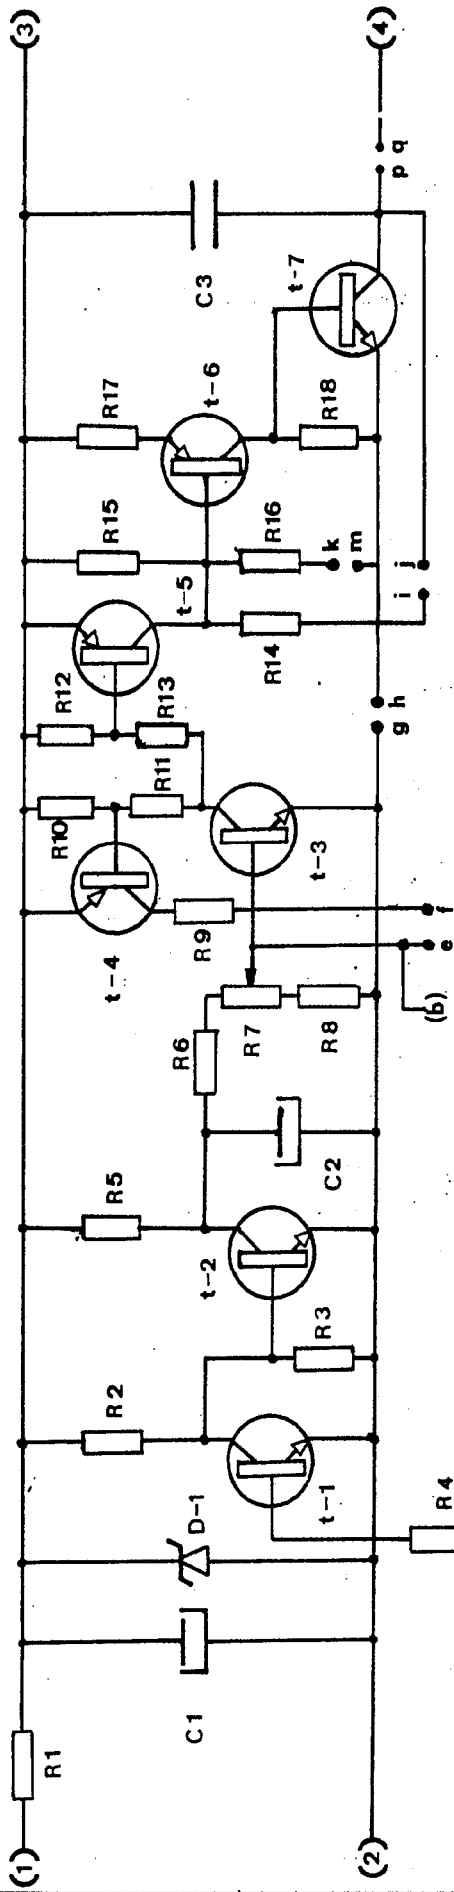 (1)
R1
C1
D-1
R4
t-1
R2
R3
t-2
R5
C2
R6
R7
R8
(b)
e
f
t-4
R9
R10
R11
t-3
R12
R13
g h
t-5
R14
i j
R15
R16
k
m
t-6
R17
R18
t-7
C3
p q
(2)
(3)
(4)